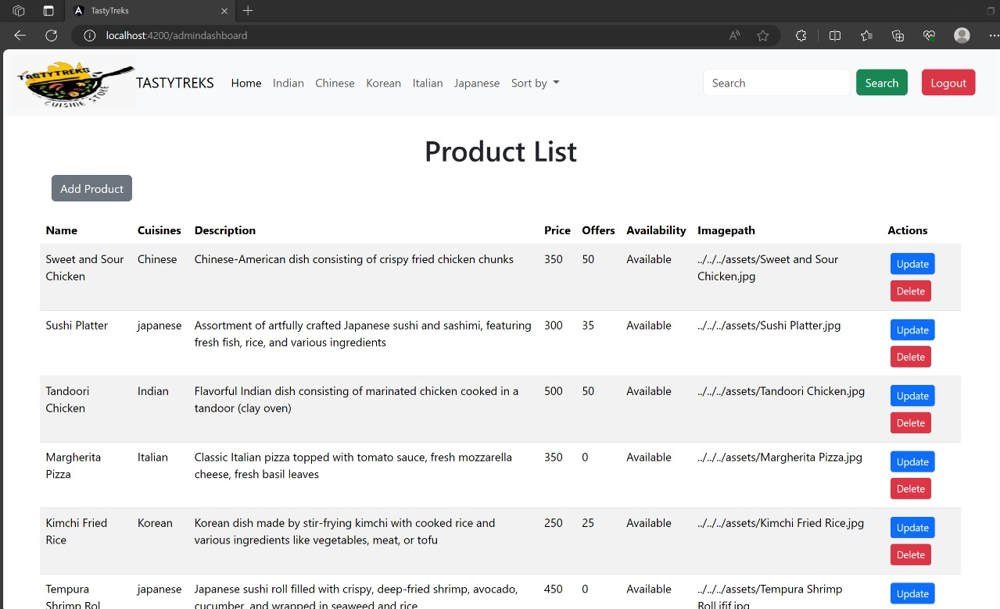 TastyTreks
localhost:4200/admindashboard
TASTYTREKS
CUISINE STORE
TASTYTREKS Home Indian Chinese Korean Italian Japanese Sort by Search Search Logout
Product List
Add Product
Name Cuisines Description Price Offers Availability Imagepath Actions
Sweet and Sour Chinese Chinese-American dish consisting of crispy fried chicken chunks 350 50 Available ../../../assets/Sweet and Sour Update
Chicken Chicken.jpg
Delete
Sushi Platter japanese Assortment of artfully crafted Japanese sushi and sashimi, featuring 300 35 Available ../../../assets/Sushi Platter.jpg Update
fresh fish, rice, and various ingredients
Delete
Tandoori Indian Flavorful Indian dish consisting of marinated chicken cooked in a 500 50 Available ../../../assets/Tandoori Chicken.jpg Update
Chicken tandoor (clay oven)
Delete
Margherita Italian Classic Italian pizza topped with tomato sauce, fresh mozzarella 350 0 Available ../../../assets/Margherita Pizza.jpg Update
Pizza cheese, fresh basil leaves
Delete
Kimchi Fried Korean Korean dish made by stir-frying kimchi with cooked rice and 250 25 Available ../../../assets/Kimchi Fried Rice.jpg Update
Rice various ingredients like vegetables, meat, or tofu
Delete
Tempura japanese Japanese sushi roll filled with crispy, deep-fried shrimp, avocado, 450 0 Available ../../../assets/Tempura Shrimp Update
Shrimp Rol cucumber, and wrapped in seaweed and rice Roll.jfif.jpg